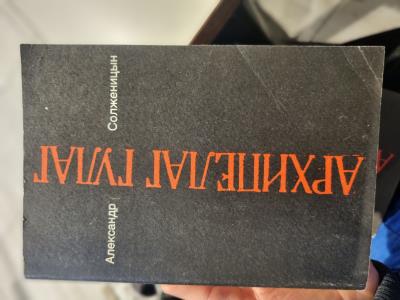 Александр Солженицын
АРХИПЕЛАГ ГУЛАГ